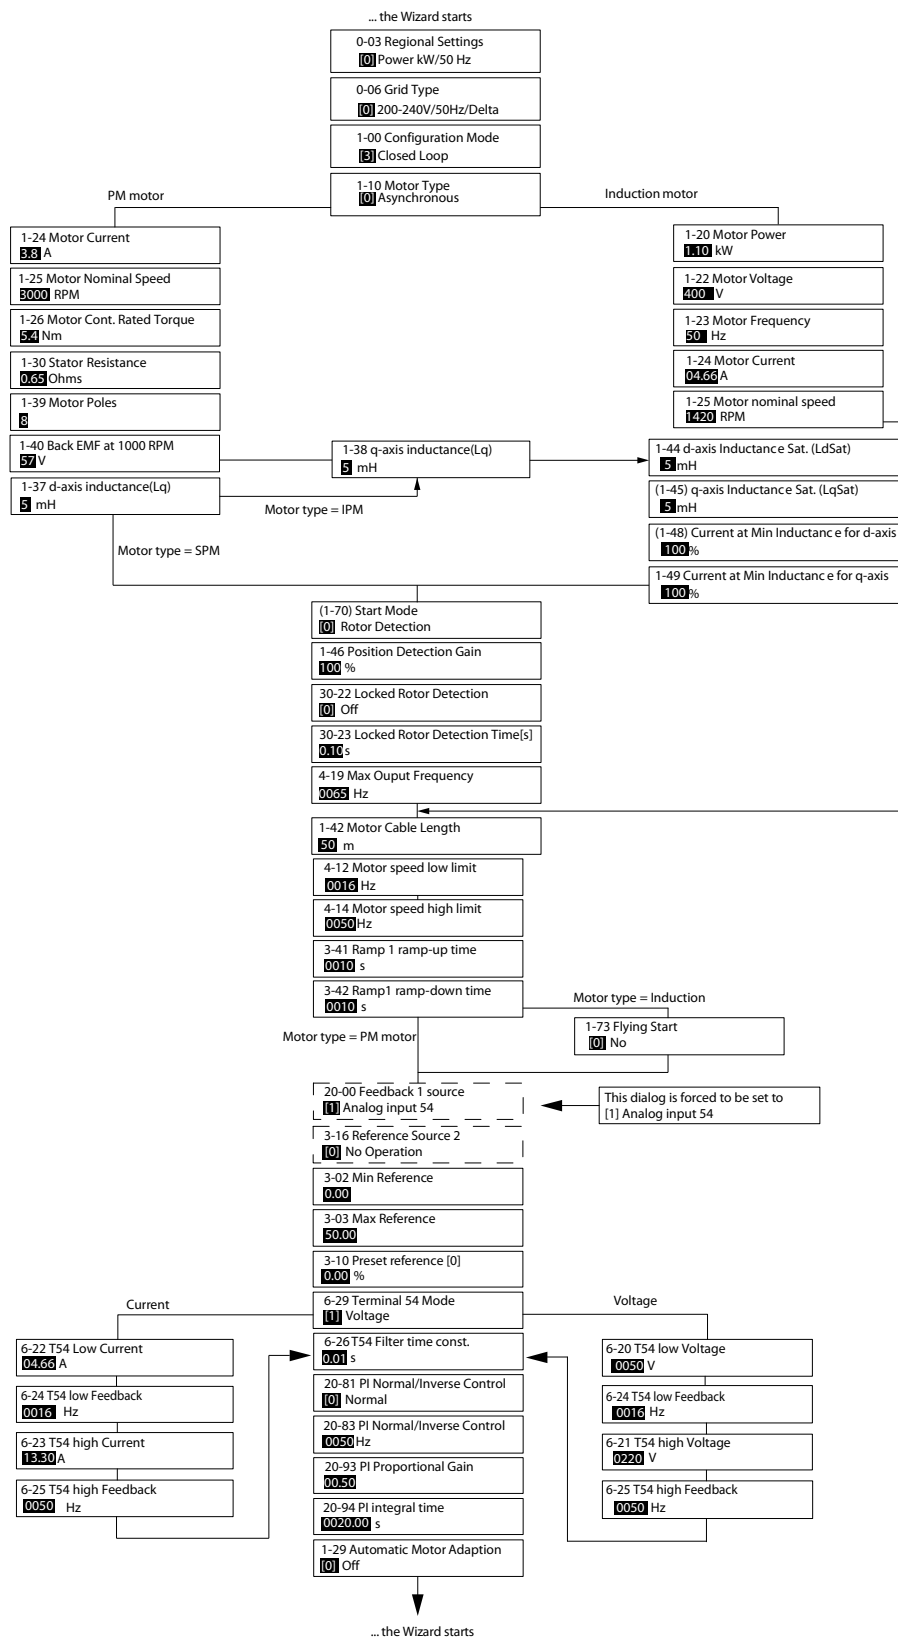 ... the Wizard starts
0-03 Regional Settings
[0] Power kW/50 Hz
0-06 Grid Type
[0] 200-240V/50Hz/Delta
1-00 Configuration Mode
[3] Closed Loop
1-10 Motor Type
[0] Asynchronous
PM motor
Induction motor
1-24 Motor Current
3.8 A
1-25 Motor Nominal Speed
3000 RPM
1-26 Motor Cont. Rated Torque
5.4 Nm
1-30 Stator Resistance
0.65 Ohms
1-39 Motor Poles
8
1-40 Back EMF at 1000 RPM
57 V
1-37 d-axis inductance(Lq)
5 mH
1-20 Motor Power
1.10 kW
1-22 Motor Voltage
400 V
1-23 Motor Frequency
50 Hz
1-24 Motor Current
04.66 A
1-25 Motor nominal speed
1420 RPM
1-38 q-axis inductance(Lq)
5 mH
Motor type = IPM
Motor type = SPM
1-44 d-axis Inductance Sat. (LdSat)
5 mH
(1-45) q-axis Inductance Sat. (LqSat)
5 mH
(1-48) Current at Min Inductance for d-axis
100 %
1-49 Current at Min Inductance for q-axis
100 %
(1-70) Start Mode
[0] Rotor Detection
1-46 Position Detection Gain
100 %
30-22 Locked Rotor Detection
[0] Off
30-23 Locked Rotor Detection Time[s]
0.10 s
4-19 Max Ouput Frequency
0065 Hz
1-42 Motor Cable Length
50 m
4-12 Motor speed low limit
0016 Hz
4-14 Motor speed high limit
0050 Hz
3-41 Ramp 1 ramp-up time
0010 s
3-42 Ramp1 ramp-down time
0010 s
Motor type = Induction
Motor type = PM motor
1-73 Flying Start
[0] No
20-00 Feedback 1 source
[1] Analog input 54
This dialog is forced to be set to
[1] Analog input 54
3-16 Reference Source 2
[0] No Operation
3-02 Min Reference
0.00
3-03 Max Reference
50.00
3-10 Preset reference [0]
0.00 %
6-29 Terminal 54 Mode
[1] Voltage
Current
Voltage
6-22 T54 Low Current
04.66 A
6-24 T54 low Feedback
0016 Hz
6-23 T54 high Current
13.30 A
6-25 T54 high Feedback
0050 Hz
6-26 T54 Filter time const.
0.01 s
20-81 PI Normal/Inverse Control
[0] Normal
20-83 PI Normal/Inverse Control
0050 Hz
20-93 PI Proportional Gain
00.50
20-94 PI integral time
0020.00 s
1-29 Automatic Motor Adaption
[0] Off
6-20 T54 low Voltage
0050 V
6-24 T54 low Feedback
0016 Hz
6-21 T54 high Voltage
0220 V
6-25 T54 high Feedback
0050 Hz
... the Wizard starts